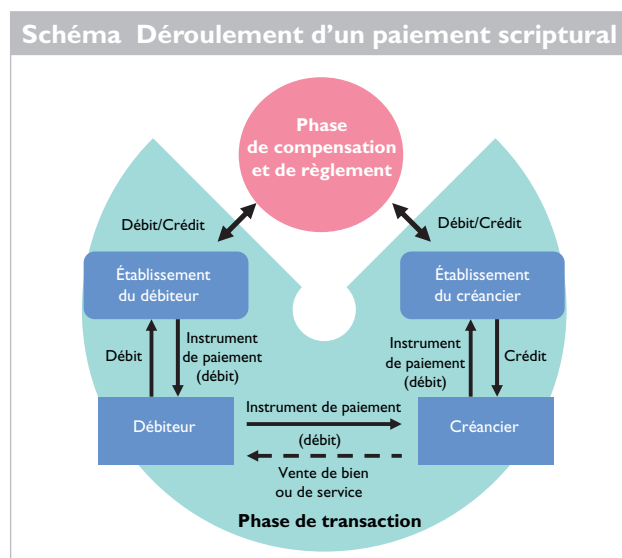 Schéma Déroulement d'un paiement scriptural
Phase
de compensation
et de règlement
Débit/Crédit
Débit/Crédit
Établissement
du débiteur
Établissement
du créancier
Débit
Instrument
de paiement
(débit)
Instrument
de paiement
(débit)
Crédit
Débiteur
Instrument de paiement
(débit)
Créancier
Vente de bien
ou de service
Phase de transaction